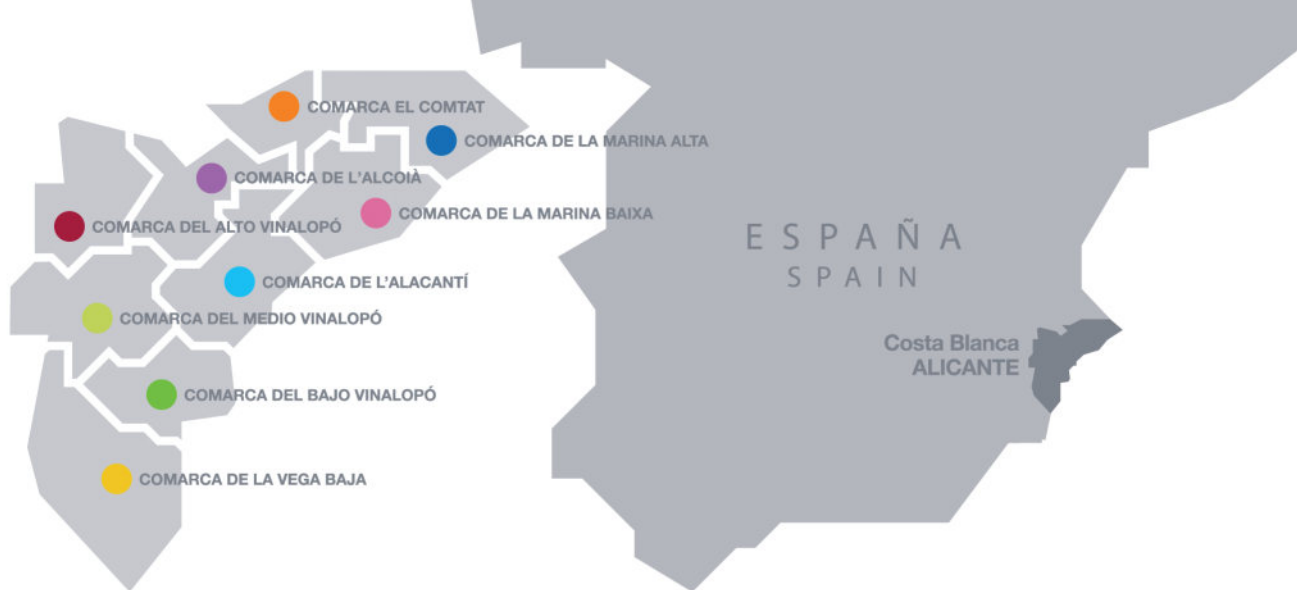 COMARCA EL COMTAT
COMARCA DE LA MARINA ALTA
COMARCA DE L'ALCOIÀ
COMARCA DE LA MARINA BAIXA
COMARCA DEL ALTO VINALOPÓ
COMARCA DE L'ALACANTÍ
COMARCA DEL MEDIO VINALOPÓ
COMARCA DEL BAJO VINALOPÓ
COMARCA DE LA VEGA BAJA
ESPAÑA
SPAIN
Costa Blanca
ALICANTE